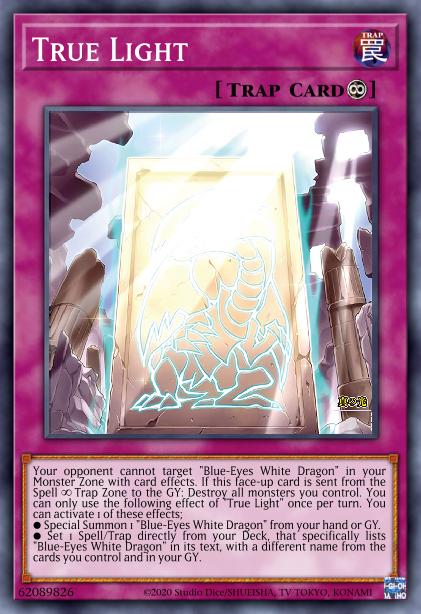 True Light
TRAP
罠
[ Trap Card ∞ ]
Your opponent cannot target "Blue-Eyes White Dragon" in your
Monster Zone with card effects. If this face-up card is sent from the
Spell ∞ Trap Zone to the GY: Destroy all monsters you control. You
can only use the following effect of "True Light" once per turn. You
can activate 1 of these effects;
● Special Summon 1 "Blue-Eyes White Dragon" from your hand or GY.
● Set 1 Spell/Trap directly from your Deck, that specifically lists
"Blue-Eyes White Dragon" in its text, with a different name from the
cards you control and in your GY.
62089826
©2020 Studio Dice/SHUEISHA, TV TOKYO, KONAMI